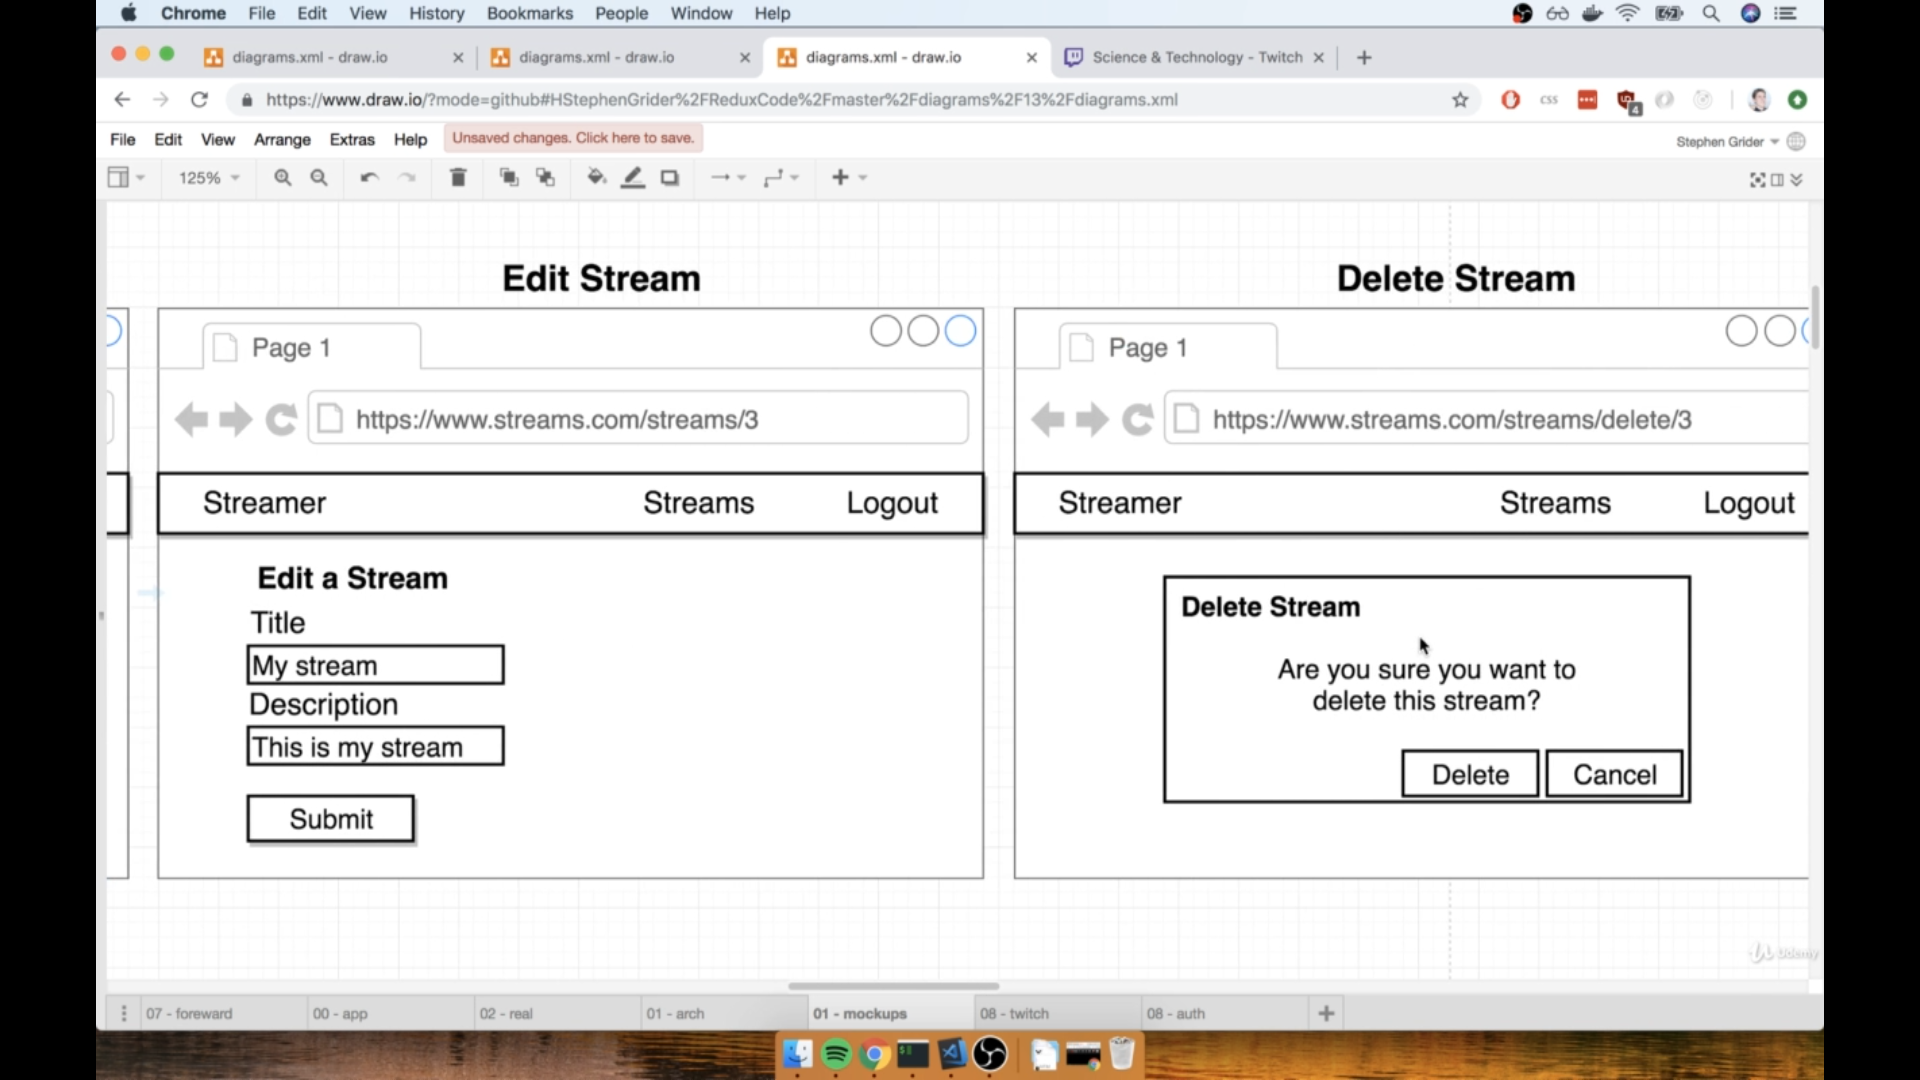 Chrome File Edit View History Bookmarks People Window Help
diagrams.xml - draw.io diagrams.xml - draw.io diagrams.xml - draw.io Science & Technology - Twitch
https://www.draw.io/?mode=github#HStephenGrider%2FReduxCode%2Fmaster%2Fdiagrams%2F13%2Fdiagrams.xml CSS 4
File Edit View Arrange Extras Help Unsaved changes. Click here to save. Stephen Grider
125%
Edit Stream
Delete Stream
Page 1
Page 1
https://www.streams.com/streams/3
https://www.streams.com/streams/delete/3
Streamer Streams Logout
Streamer Streams Logout
Edit a Stream
Title
My stream
Description
This is my stream
Submit
Delete Stream
Are you sure you want to
delete this stream?
Delete Cancel
Udemy
07 - foreward 00 - app 02 - real 01 - arch 01 - mockups 08 - twitch 08 - auth